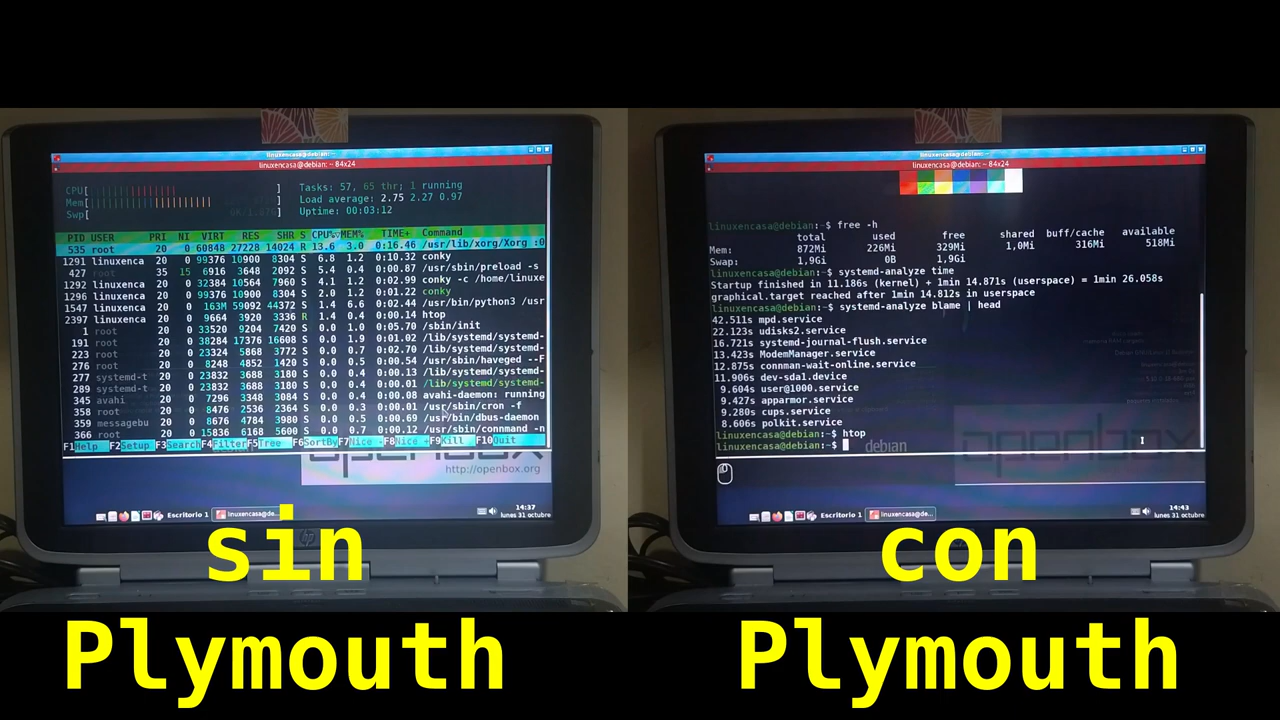 linuxencasa@debian: ~
linuxencasa@debian: ~ 84x24
CPU[ ]
Mem[ ]
Swp[ ]
Tasks: 57, 65 thr; 1 running
Load average: 2.75 2.27 0.97
Uptime: 00:03:12
PID USER PRI NI VIRT RES SHR S CPU%▽MEM% TIME+ Command
535 root 20 0 60848 27228 14024 R 13.6 3.0 0:16.46 /usr/lib/xorg/Xorg :0
1291 linuxenca 20 0 99376 10900 8304 S 6.8 1.2 0:10.32 conky
427 root 35 15 6916 3648 2092 S 5.4 0.4 0:00.87 /usr/sbin/preload -s
1292 linuxenca 20 0 32384 10564 7960 S 4.1 1.2 0:02.99 conky -c /home/linuxe
1296 linuxenca 20 0 99376 10900 8304 S 2.0 1.2 0:01.22 conky
1547 linuxenca 20 0 163M 59092 44372 S 1.4 6.6 0:02.44 /usr/bin/python3 /usr
2397 linuxenca 20 0 9664 3920 3336 R 1.4 0.4 0:00.14 htop
1 root 20 0 33520 9204 7420 S 0.0 1.0 0:05.70 /sbin/init
191 root 20 0 38284 17376 16608 S 0.0 1.9 0:01.02 /lib/systemd/systemd-
223 root 20 0 23324 5868 3772 S 0.0 0.7 0:02.70 /lib/systemd/systemd-
276 root 20 0 8248 4852 1420 S 0.0 0.5 0:00.54 /usr/sbin/haveged --F
277 systemd-t 20 0 23832 3688 3180 S 0.0 0.4 0:00.13 /lib/systemd/systemd-
289 systemd-t 20 0 23832 3688 3180 S 0.0 0.4 0:00.01 /lib/systemd/systemd-
345 avahi 20 0 7296 3348 3084 S 0.0 0.4 0:00.08 avahi-daemon: running
358 root 20 0 8476 2536 2364 S 0.0 0.3 0:00.01 /usr/sbin/cron -f
359 messagebu 20 0 8676 4784 3980 S 0.0 0.5 0:00.69 /usr/bin/dbus-daemon
366 root 20 0 15836 6168 5600 S 0.0 0.7 0:00.12 /usr/sbin/connmand -n
F1Help F2Setup F3Search F4Filter F5Tree F6SortBy F7Nice - F8Nice + F9Kill F10Quit
debian
openbox
http://openbox.org
Escritorio 1
linuxencasa@de...
14:37
lunes 31 octubre
hp
sin
Plymouth
linuxencasa@debian: ~
linuxencasa@debian: ~ 84x24
linuxencasa@debian:~$ free -h
total used free shared buff/cache available
Mem: 872Mi 226Mi 329Mi 1,0Mi 316Mi 518Mi
Swap: 1,9Gi 0B 1,9Gi
linuxencasa@debian:~$ systemd-analyze time
Startup finished in 11.186s (kernel) + 1min 14.871s (userspace) = 1min 26.058s
graphical.target reached after 1min 14.812s in userspace
linuxencasa@debian:~$ systemd-analyze blame | head
42.511s mpd.service
22.123s udisks2.service
16.721s systemd-journal-flush.service
13.423s ModemManager.service
12.875s connman-wait-online.service
11.906s dev-sda1.device
9.604s user@1000.service
9.427s apparmor.service
9.280s cups.service
8.606s polkit.service
linuxencasa@debian:~$ htop
linuxencasa@debian:~$
debian
openbox
Escritorio 1
linuxencasa@de...
14:43
lunes 31 octubre
con
Plymouth